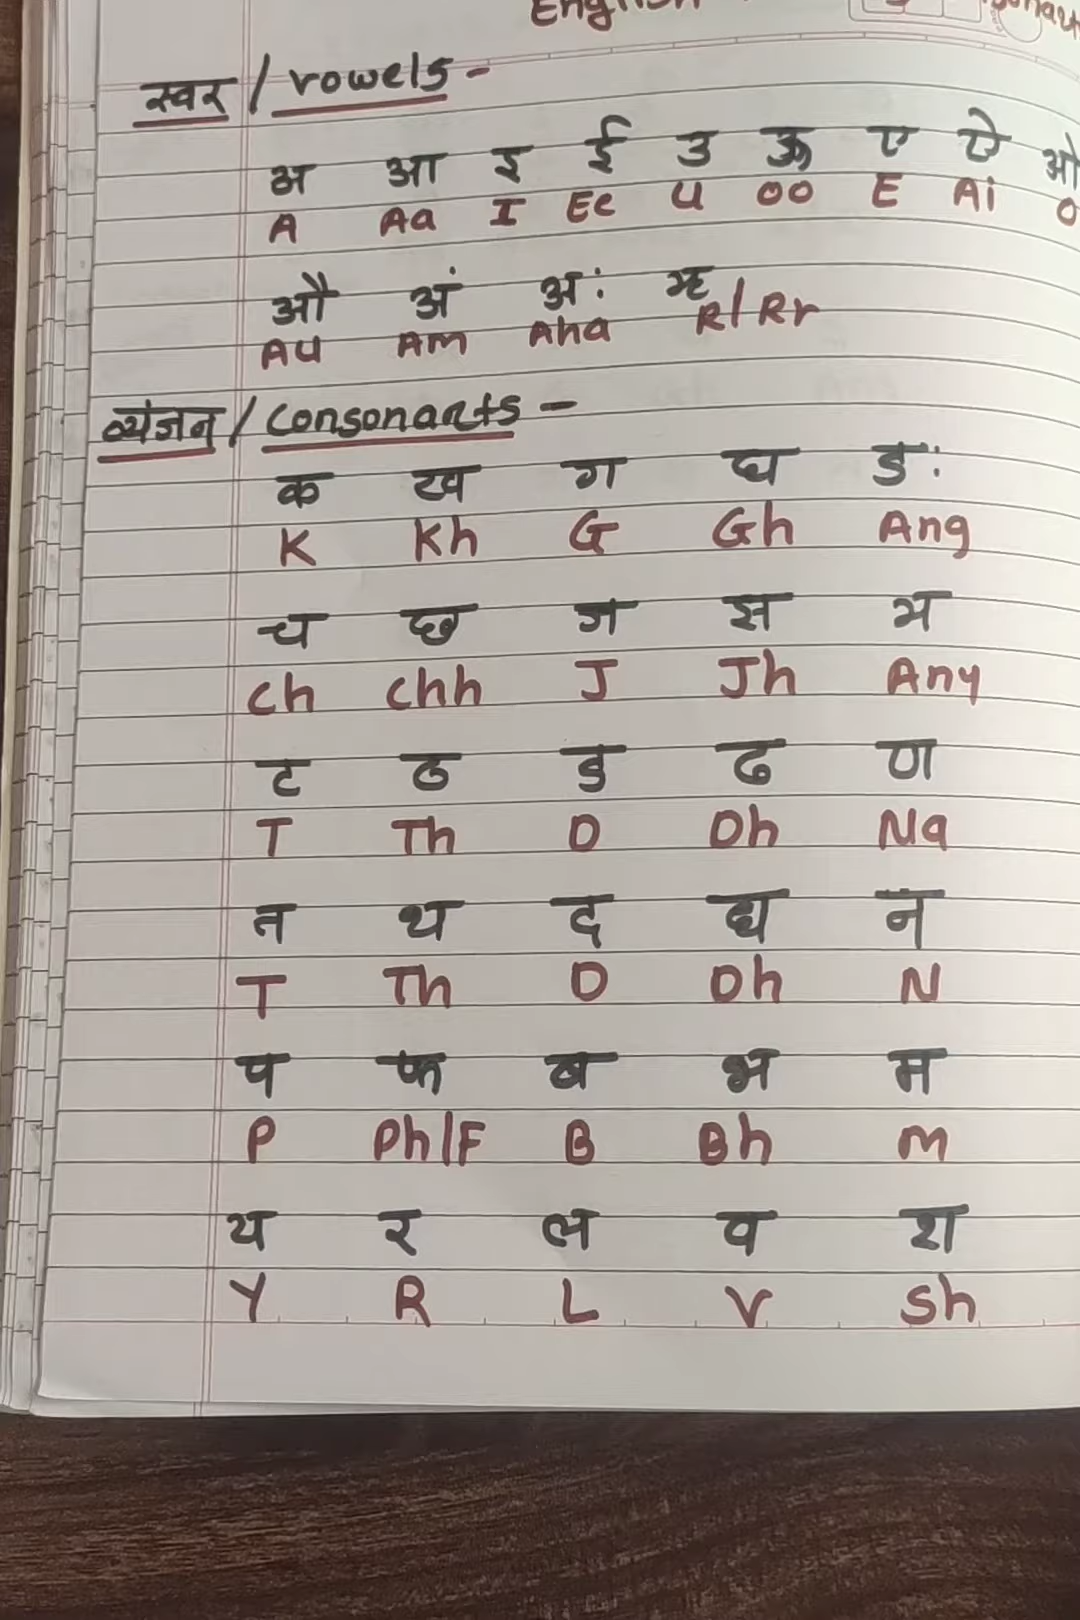 English
स्वर / vowels -
अ आ इ ई उ ऊ ए ऐ ओ
A Aa I Ee U oo E Ai O
औ अं अः ऋ
Au Am Aha R/Rr
व्यंजन / Consonants -
क ख ग घ ङ:
K Kh G Gh Ang
च छ ज झ ञ
Ch Chh J Jh Any
ट ठ ड ढ ण
T Th D Dh Na
त थ द ध न
T Th D Dh N
प फ ब भ म
P Ph/F B Bh M
य र ल व श
Y R L V Sh